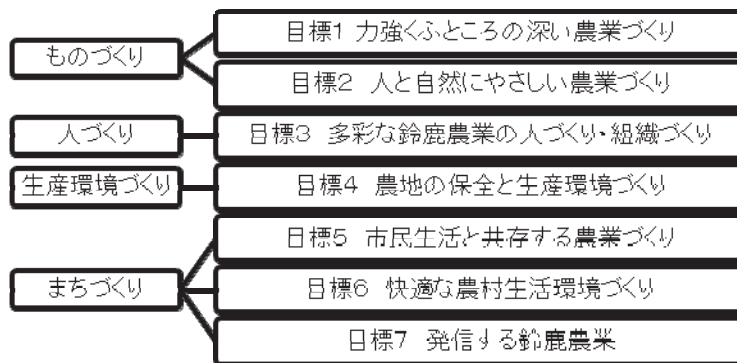 ものづくり
目標1 力強くふところの深い農業づくり
目標2 人と自然にやさしい農業づくり
人づくり
目標3 多彩な鈴鹿農業の人づくり・組織づくり
生産環境づくり
目標4 農地の保全と生産環境づくり
まちづくり
目標5 市民生活と共存する農業づくり
目標6 快適な農村生活環境づくり
目標7 発信する鈴鹿農業